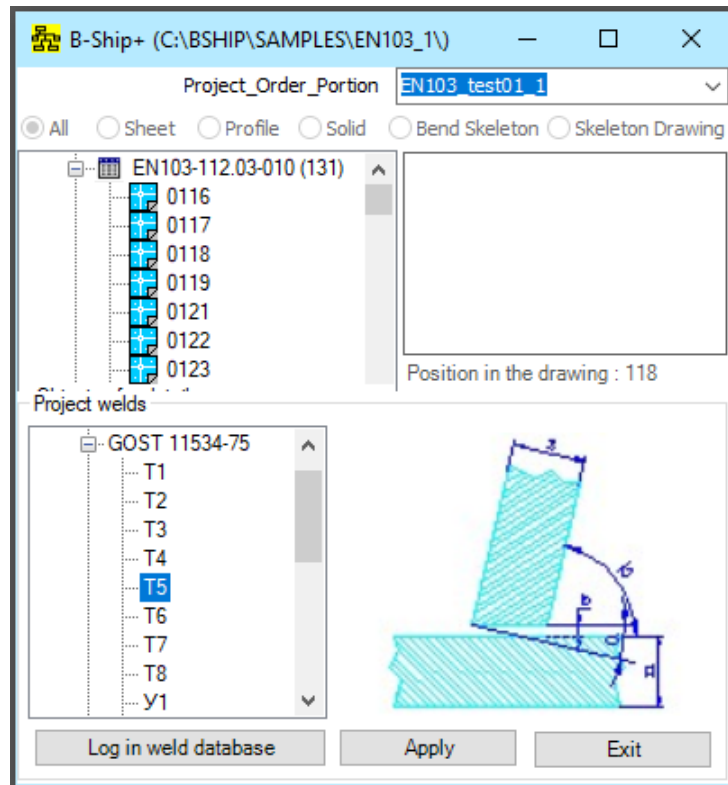 B-Ship+ (C:\BSHIP\SAMPLES\EN103_1\)
Project_Order_Portion EN103_test01_1
All Sheet Profile Solid Bend Skeleton Skeleton Drawing
EN103-112.03-010 (131)
0116
0117
0118
0119
0121
0122
0123
Position in the drawing : 118
Project welds
GOST 11534-75
T1
T2
T3
T4
T5
T6
T7
T8
У1
Log in weld database Apply Exit